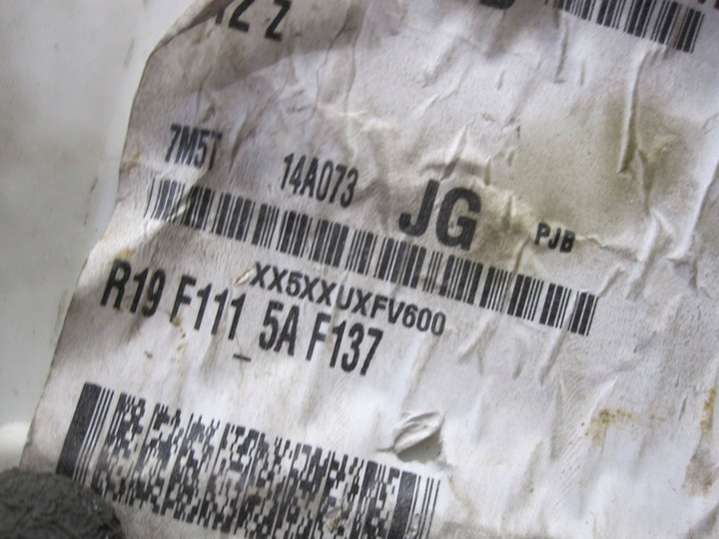 7M5T 14A073 JG PJB
XX5XXUXFV600
R19 F111_5A F137